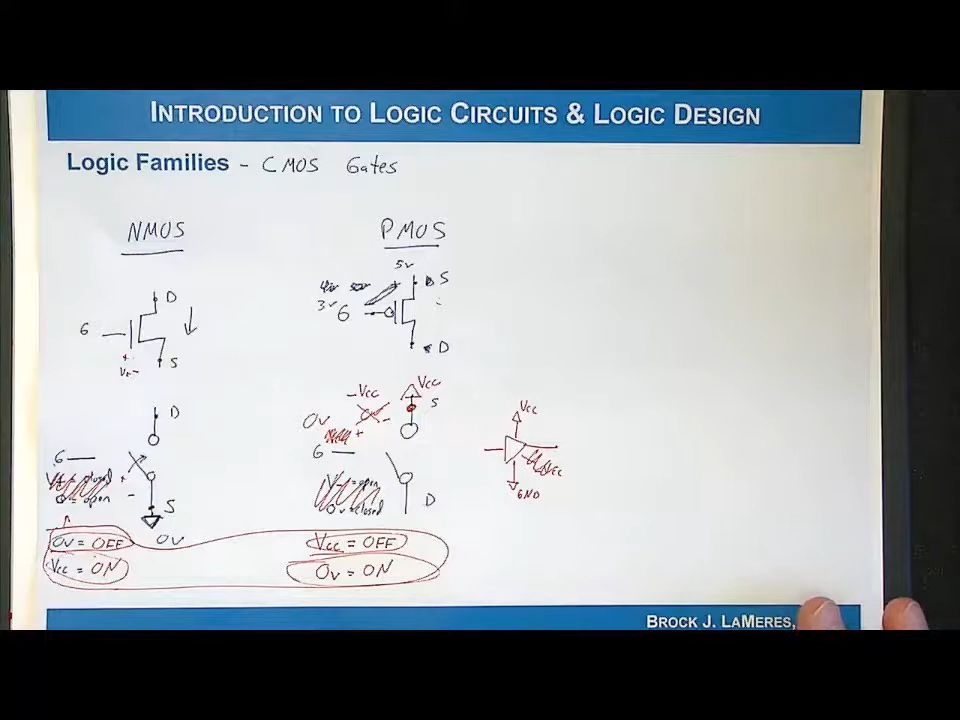 INTRODUCTION TO LOGIC CIRCUITS & LOGIC DESIGN
Logic Families - CMOS Gates
NMOS
PMOS
5v
D
S
3v G
G
D
S
D
Vcc
-Vcc
S
0v
D
G
G
Vcc
GND
S
D
0v
0v = OFF
Vcc = ON
Vcc = OFF
0v = ON
BROCK J. LAMERES,